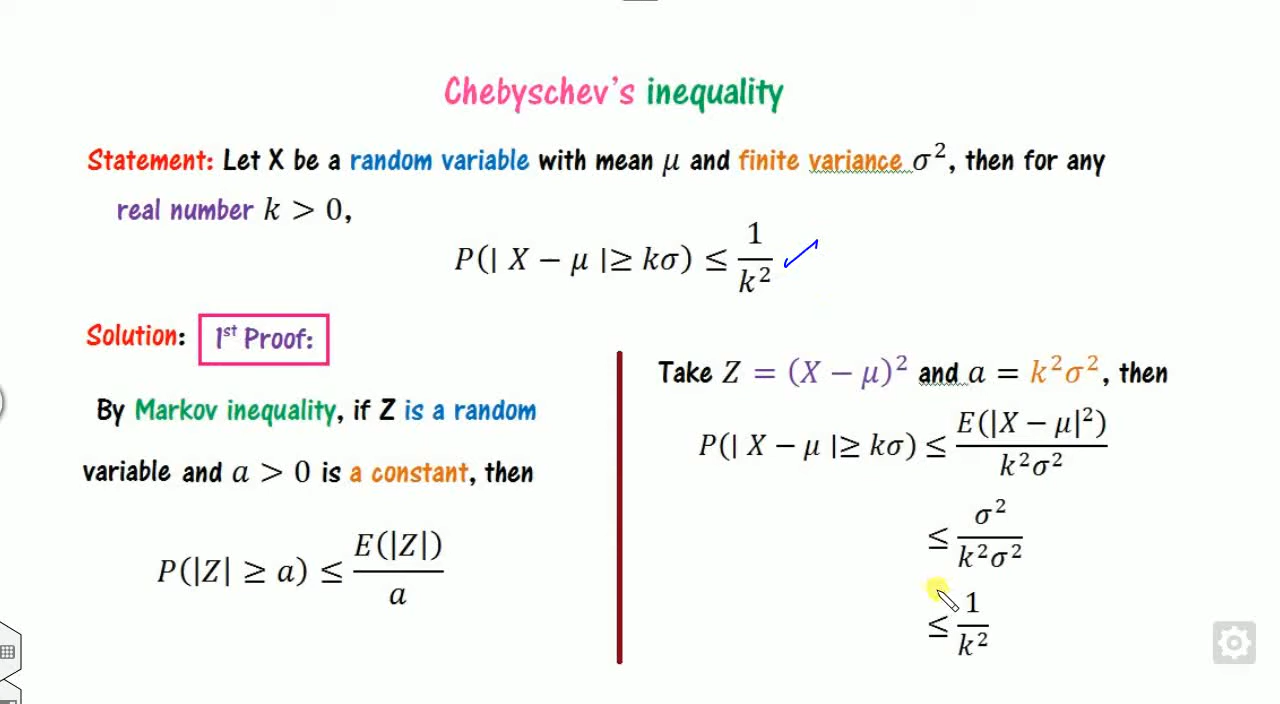 Chebyschev's inequality
Statement: Let X be a random variable with mean μ and finite variance σ², then for any
real number k > 0,
P(| X − μ |≥ kσ) ≤ 1/k²
Solution: 1st Proof:
By Markov inequality, if Z is a random
variable and a > 0 is a constant, then
P(|Z| ≥ a) ≤ E(|Z|)/a
Take Z = (X − μ)² and a = k²σ², then
P(| X − μ |≥ kσ) ≤ E(|X − μ|²)/k²σ²
≤ σ²/k²σ²
≤ 1/k²